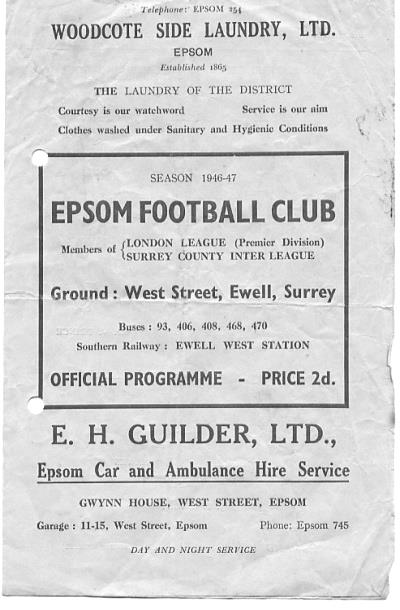 Telephone: EPSOM 254
WOODCOTE SIDE LAUNDRY, LTD.
EPSOM
Established 1865
THE LAUNDRY OF THE DISTRICT
Courtesy is our watchword Service is our aim
Clothes washed under Sanitary and Hygienic Conditions
SEASON 1946-47
EPSOM FOOTBALL CLUB
Members of { LONDON LEAGUE (Premier Division)
SURREY COUNTY INTER LEAGUE
Ground : West Street, Ewell, Surrey
Buses : 93, 406, 408, 468, 470
Southern Railway : EWELL WEST STATION
OFFICIAL PROGRAMME - PRICE 2d.
E. H. GUILDER, LTD.,
Epsom Car and Ambulance Hire Service
GWYNN HOUSE, WEST STREET, EPSOM
Garage : 11-15, West Street, Epsom Phone: Epsom 745
DAY AND NIGHT SERVICE